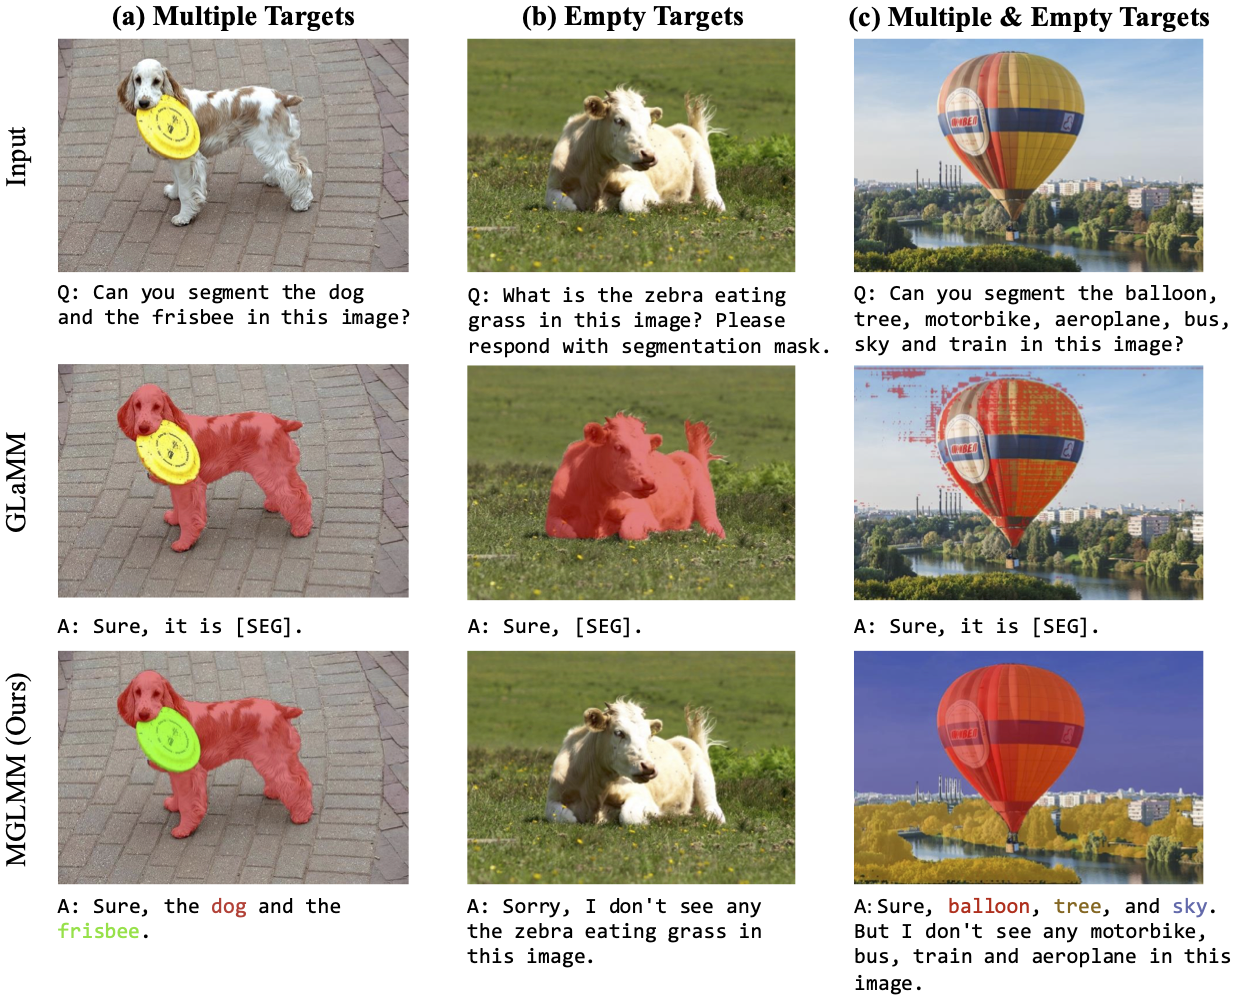 (a) Multiple Targets
(b) Empty Targets
(c) Multiple & Empty Targets
Input
Q: Can you segment the dog
and the frisbee in this image?
Q: What is the zebra eating
grass in this image? Please
respond with segmentation mask.
Q: Can you segment the balloon,
tree, motorbike, aeroplane, bus,
sky and train in this image?
GLaMM
A: Sure, it is [SEG].
A: Sure, [SEG].
A: Sure, it is [SEG].
MGLMM (Ours)
A: Sure, the dog and the
frisbee.
A: Sorry, I don't see any
the zebra eating grass in
this image.
A: Sure, balloon, tree, and sky.
But I don't see any motorbike,
bus, train and aeroplane in this
image.